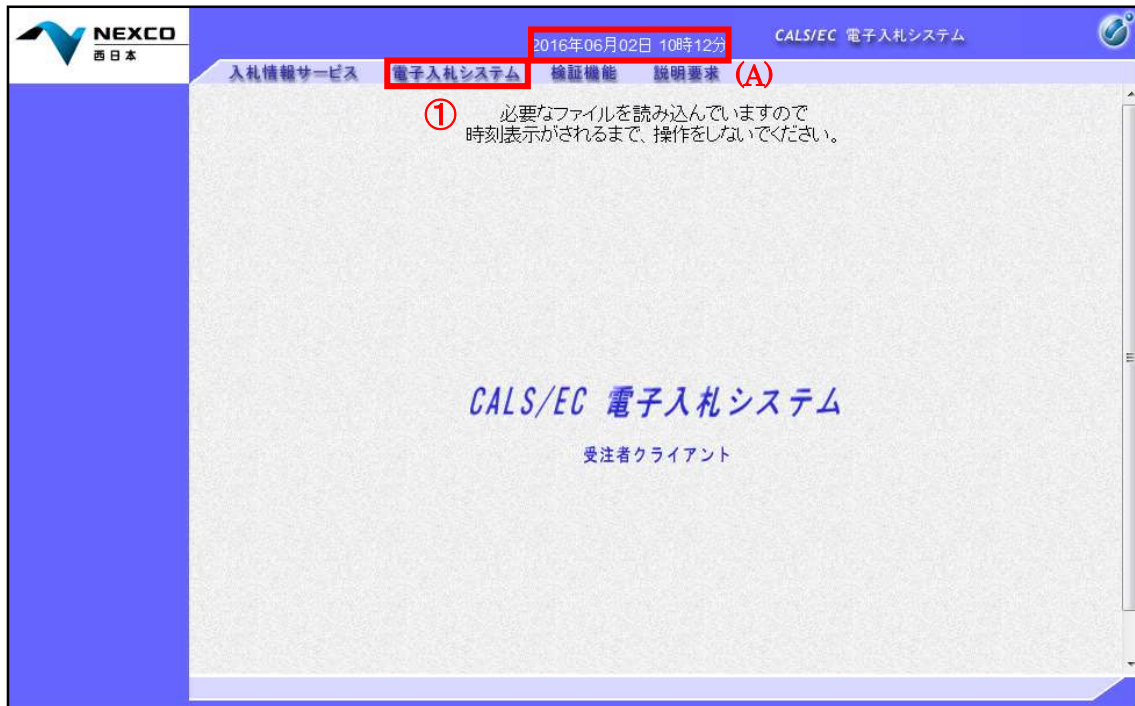 NEXCO
西日本
2016年06月02日 10時12分
CALS/EC 電子入札システム
入札情報サービス 電子入札システム 検証機能 説明要求 (A)
① 必要なファイルを読み込んでいますので
時刻表示がされるまで、操作をしないでください。
CALS/EC 電子入札システム
受注者クライアント